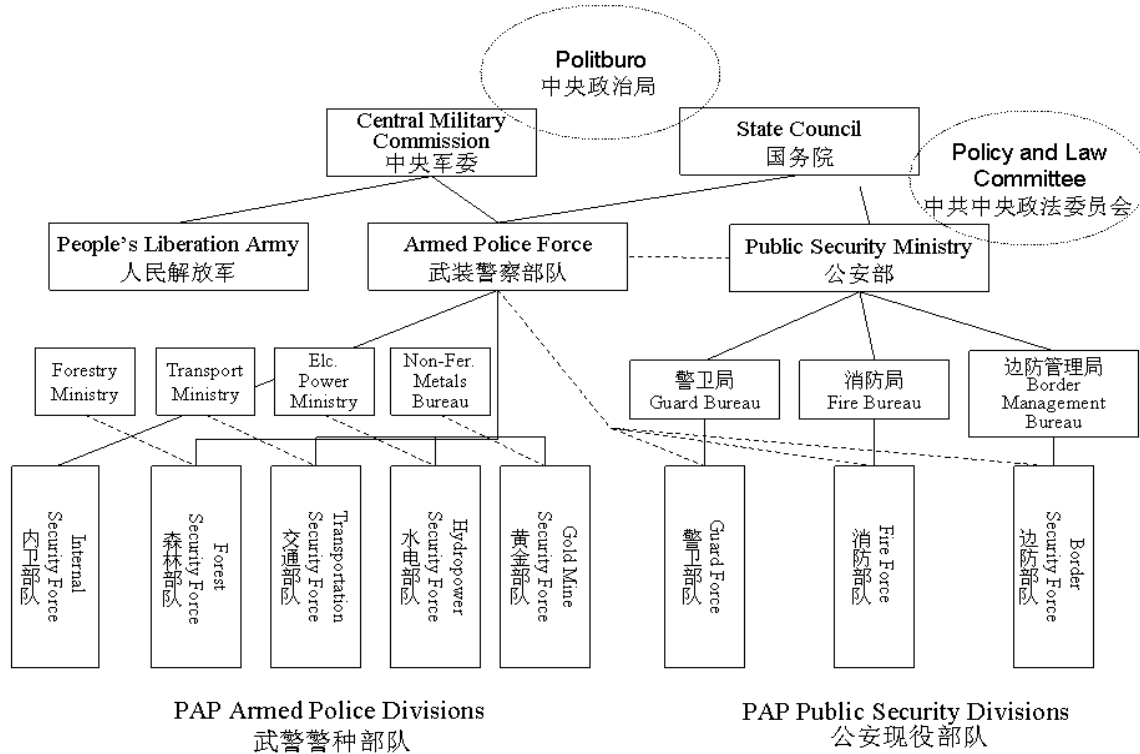 Politburo
中央政治局
Central Military
Commission
中央军委
State Council
国务院
Policy and Law
Committee
中共中央政法委员会
People's Liberation Army
人民解放军
Armed Police Force
武装警察部队
Public Security Ministry
公安部
Forestry
Ministry
Transport
Ministry
Elc.
Power
Ministry
Non-Fer.
Metals
Bureau
警卫局
Guard Bureau
消防局
Fire Bureau
边防管理局
Border
Management
Bureau
Internal
Security Force
内卫部队
Forest
Security Force
森林部队
Transportation
Security Force
交通部队
Hydropower
Security Force
水电部队
Gold Mine
Security Force
黄金部队
Guard Force
警卫部队
Fire Force
消防部队
Border
Security Force
边防部队
PAP Armed Police Divisions
武警警种部队
PAP Public Security Divisions
公安现役部队